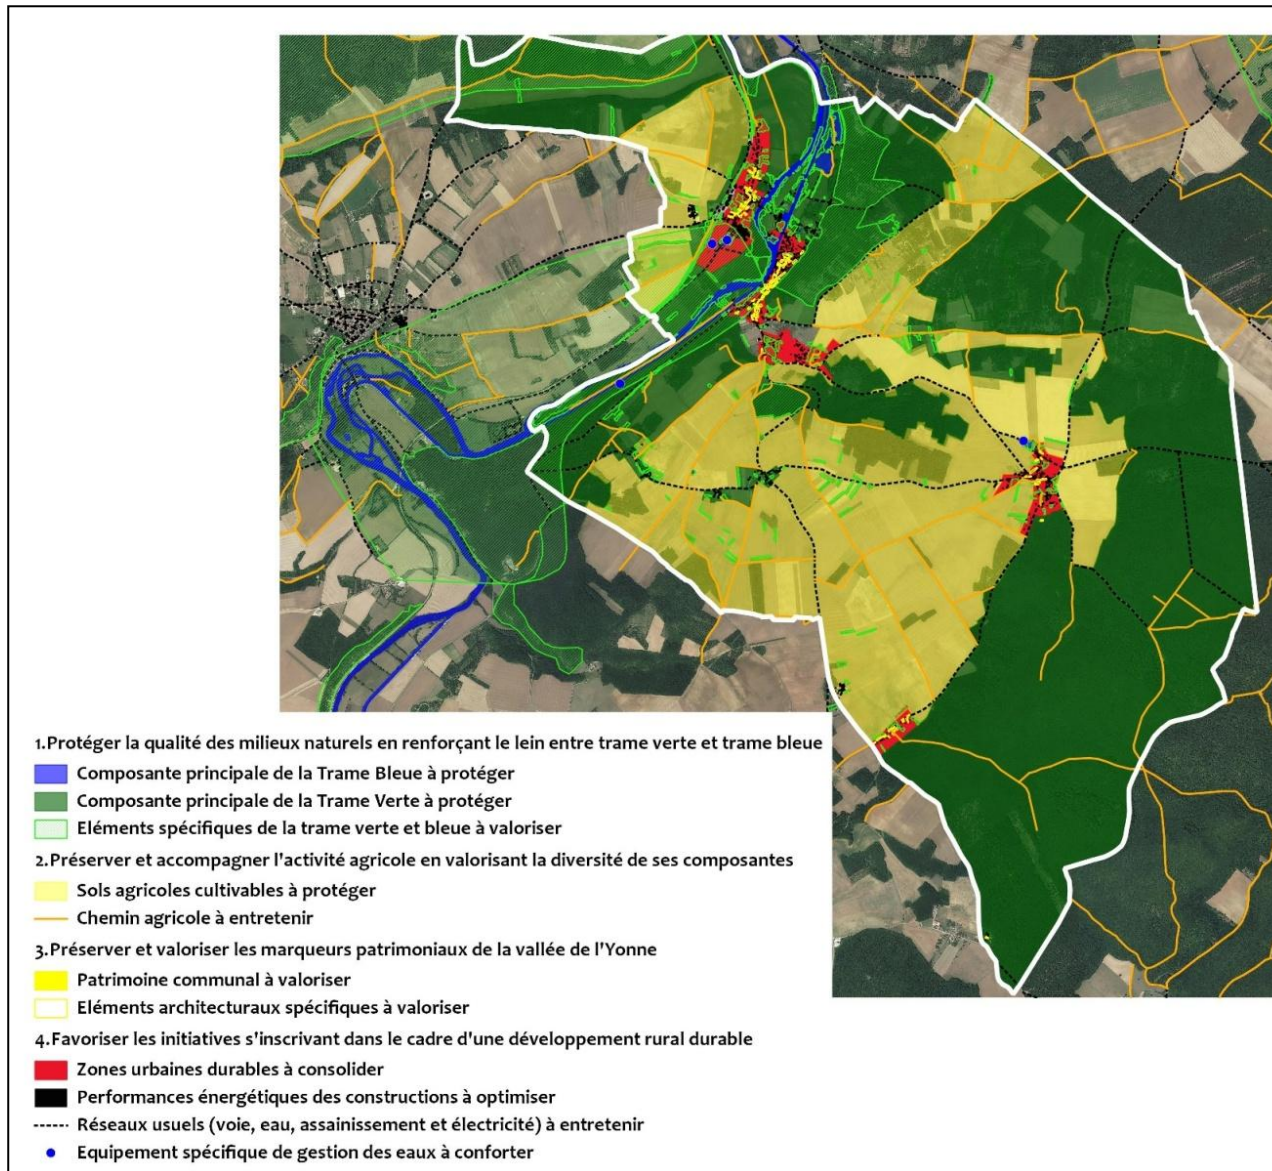 1.Protéger la qualité des milieux naturels en renforçant le lein entre trame verte et trame bleue
Composante principale de la Trame Bleue à protéger
Composante principale de la Trame Verte à protéger
Eléments spécifiques de la trame verte et bleue à valoriser
2.Préserver et accompagner l'activité agricole en valorisant la diversité de ses composantes
Sols agricoles cultivables à protéger
Chemin agricole à entretenir
3.Préserver et valoriser les marqueurs patrimoniaux de la vallée de l'Yonne
Patrimoine communal à valoriser
Eléments architecturaux spécifiques à valoriser
4.Favoriser les initiatives s'inscrivant dans le cadre d'une développement rural durable
Zones urbaines durables à consolider
Performances énergétiques des constructions à optimiser
Réseaux usuels (voie, eau, assainissement et électricité) à entretenir
Equipement spécifique de gestion des eaux à conforter